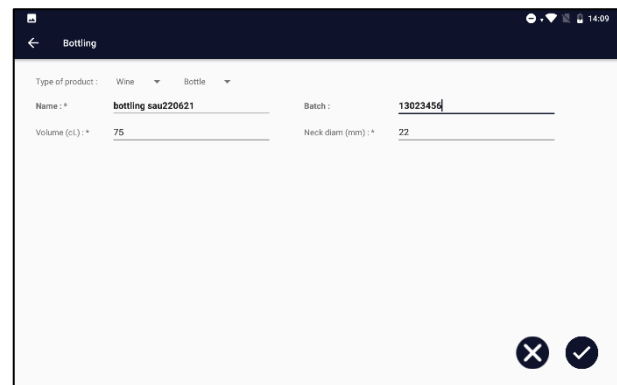 14:09
Bottling
Type of product : Wine Bottle
Name : * bottling sau220621 Batch : 13023456
Volume (cl.) : * 75 Neck diam (mm) : * 22